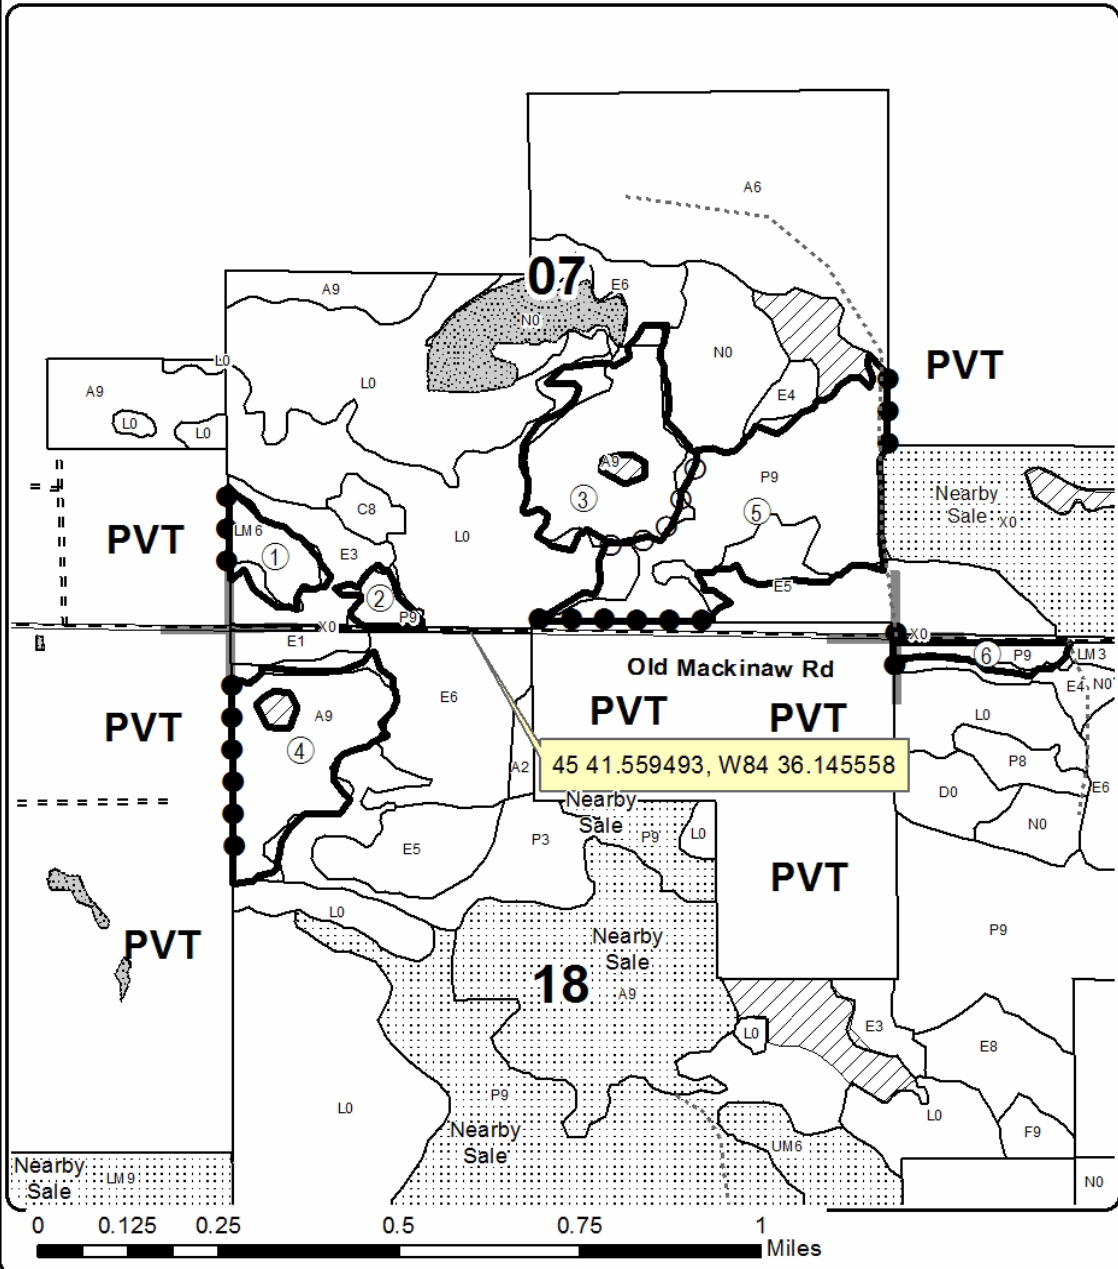 A6
07
A9
E6
N0
N0
L0
PVT
L0
A9
E4
L0
L0
A9
P9
3
Nearby
Sale
X0
C8
5
PVT
LM 6
L0
E3
1
E5
2
P9
X0
X0
E1
6
P9
LM 3
Old Mackinaw Rd
E4
N0
E6
PVT
PVT
PVT
A9
L0
4
45 41.559493, W84 36.145558
A2
P8
E6
D0
Nearby
Sale
N0
P9
L0
P3
E5
PVT
L0
P9
PVT
Nearby
Sale
18
A9
L0
E3
E8
P9
L0
L0
F9
Nearby
Sale
UM6
Nearby
Sale
LM9
N0
0
0.125
0.25
0.5
0.75
1
Miles